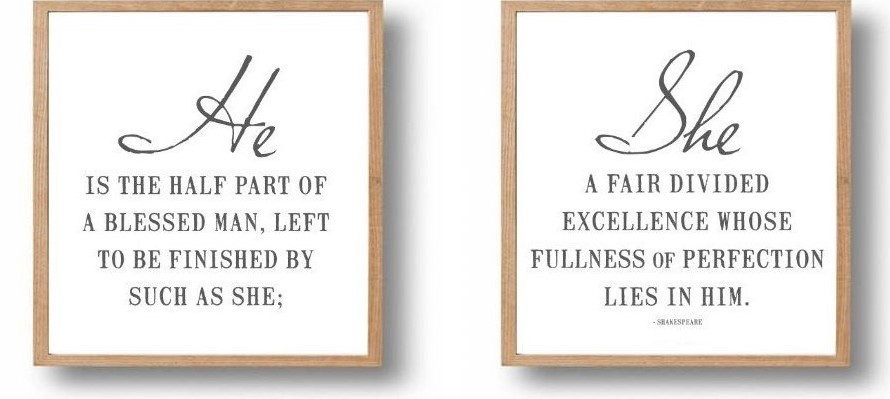 He
IS THE HALF PART OF
A BLESSED MAN, LEFT
TO BE FINISHED BY
SUCH AS SHE;
She
A FAIR DIVIDED
EXCELLENCE WHOSE
FULLNESS OF PERFECTION
LIES IN HIM.
- SHAKESPEARE